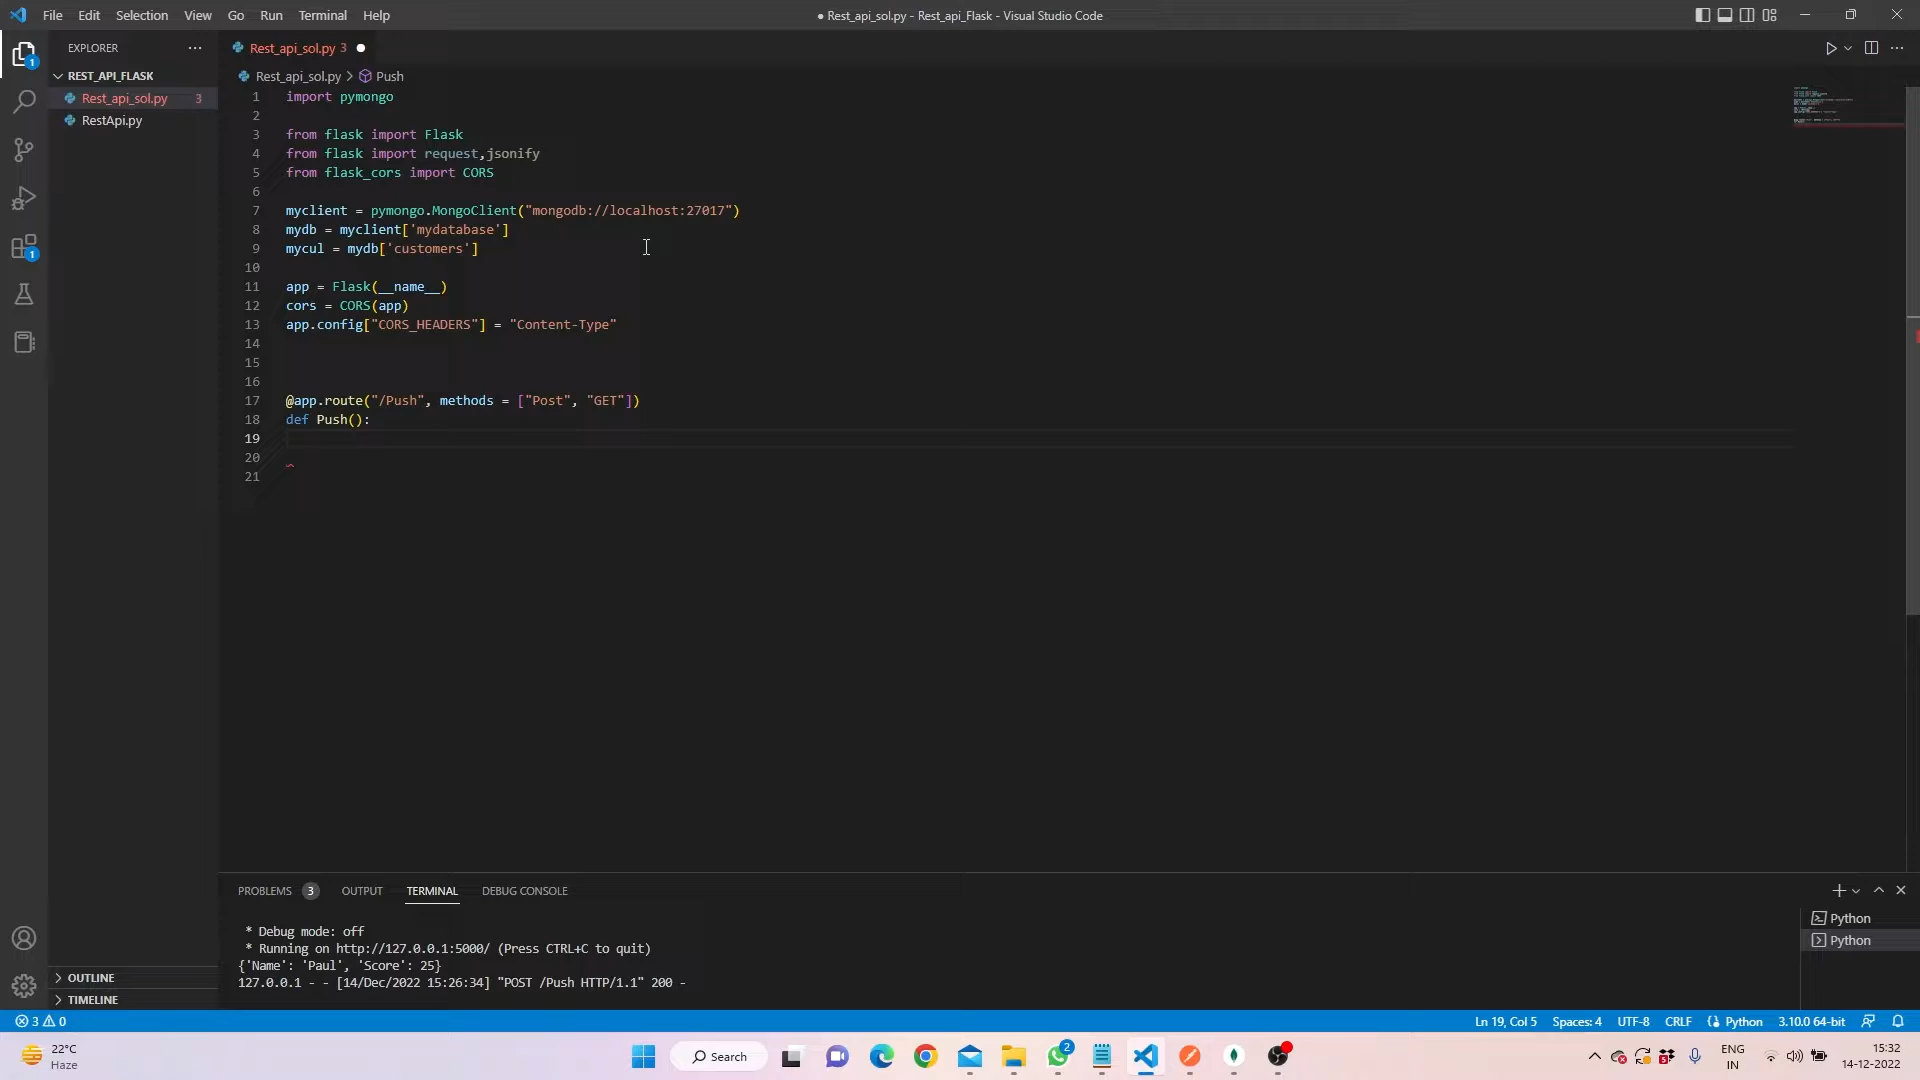 File Edit Selection View Go Run Terminal Help
● Rest_api_sol.py - Rest_api_Flask - Visual Studio Code
EXPLORER
Rest_api_sol.py 3
REST_API_FLASK
Rest_api_sol.py > Push
Rest_api_sol.py 3
RestApi.py
1 import pymongo
2
3 from flask import Flask
4 from flask import request,jsonify
5 from flask_cors import CORS
6
7 myclient = pymongo.MongoClient("mongodb://localhost:27017")
8 mydb = myclient['mydatabase']
9 mycul = mydb['customers']
10
11 app = Flask(__name__)
12 cors = CORS(app)
13 app.config["CORS_HEADERS"] = "Content-Type"
14
15
16
17 @app.route("/Push", methods = ["Post", "GET"])
18 def Push():
19
20
21
1
1
PROBLEMS 3 OUTPUT TERMINAL DEBUG CONSOLE
* Debug mode: off
* Running on http://127.0.0.1:5000/ (Press CTRL+C to quit)
{'Name': 'Paul', 'Score': 25}
127.0.0.1 - - [14/Dec/2022 15:26:34] "POST /Push HTTP/1.1" 200 -
Python
Python
OUTLINE
TIMELINE
3 0
Ln 19, Col 5 Spaces: 4 UTF-8 CRLF Python 3.10.0 64-bit
22°C
Haze
Search
2
ENG
IN
15:32
14-12-2022